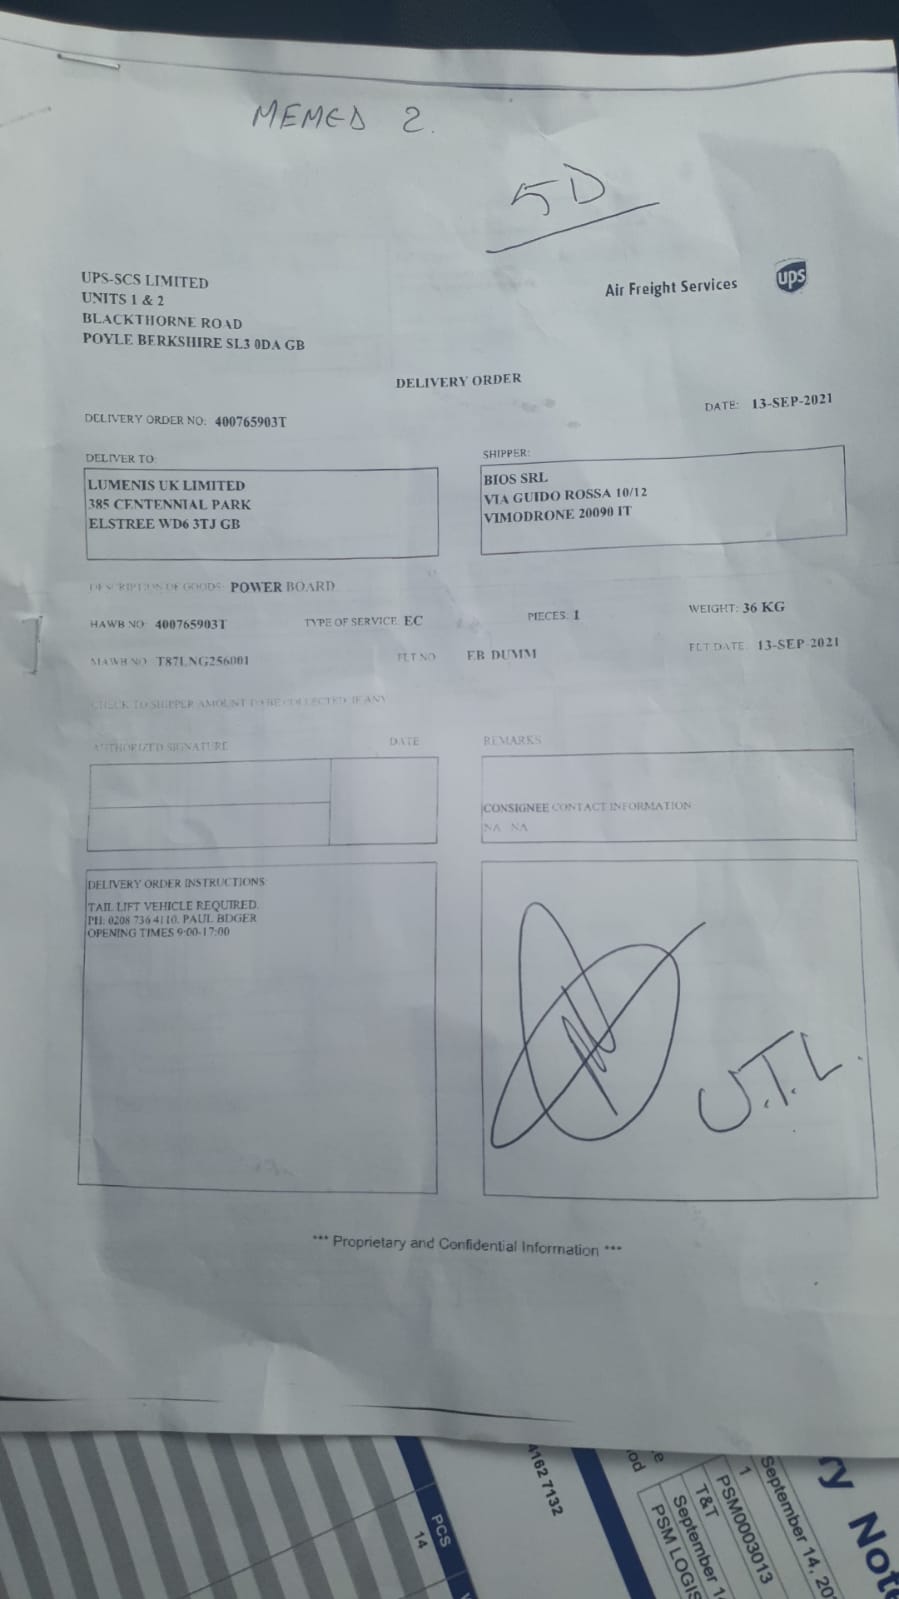 MEMED 2.
5D
UPS-SCS LIMITED
UNITS 1 & 2
BLACKTHORNE ROAD
POYLE BERKSHIRE SL3 0DA GB
Air Freight Services
ups
DELIVERY ORDER
DELIVERY ORDER NO: 400765903T
DATE: 13-SEP-2021
DELIVER TO:
LUMENIS UK LIMITED
385 CENTENNIAL PARK
ELSTREE WD6 3TJ GB
SHIPPER:
BIOS SRL
VIA GUIDO ROSSA 10/12
VIMODRONE 20090 IT
DESCRIPTION OF GOODS: POWER BOARD
HAWB NO: 400765903T TYPE OF SERVICE: EC PIECES: 1 WEIGHT: 36 KG
MAWB NO: T87LNG256001 FLT NO EB DUMM FLT DATE: 13-SEP-2021
CHECK TO SHIPPER AMOUNT TO BE COLLECTED, IF ANY
AUTHORIZED SIGNATURE DATE
REMARKS
CONSIGNEE CONTACT INFORMATION
NA NA
DELIVERY ORDER INSTRUCTIONS
TAIL LIFT VEHICLE REQUIRED.
PH: 0208 736 4110. PAUL BDGER
OPENING TIMES 9:00-17:00
U.T.L.
*** Proprietary and Confidential Information ***
4162 7132
PCS
14
September 14, 20
1
PSM0003013
T&T
September 14
PSM LOGIS